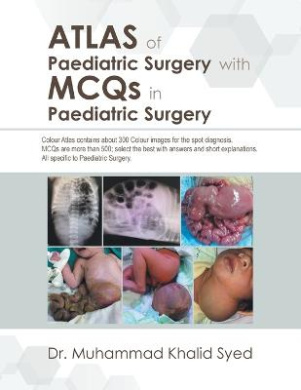 ATLAS of
Paediatric Surgery with
MCQs in
Paediatric Surgery
Colour Atlas contains about 300 Colour images for the spot diagnosis.
MCQs are more than 500; select the best with answers and short explanations.
All specific to Paediatric Surgery.
Dr. Muhammad Khalid Syed